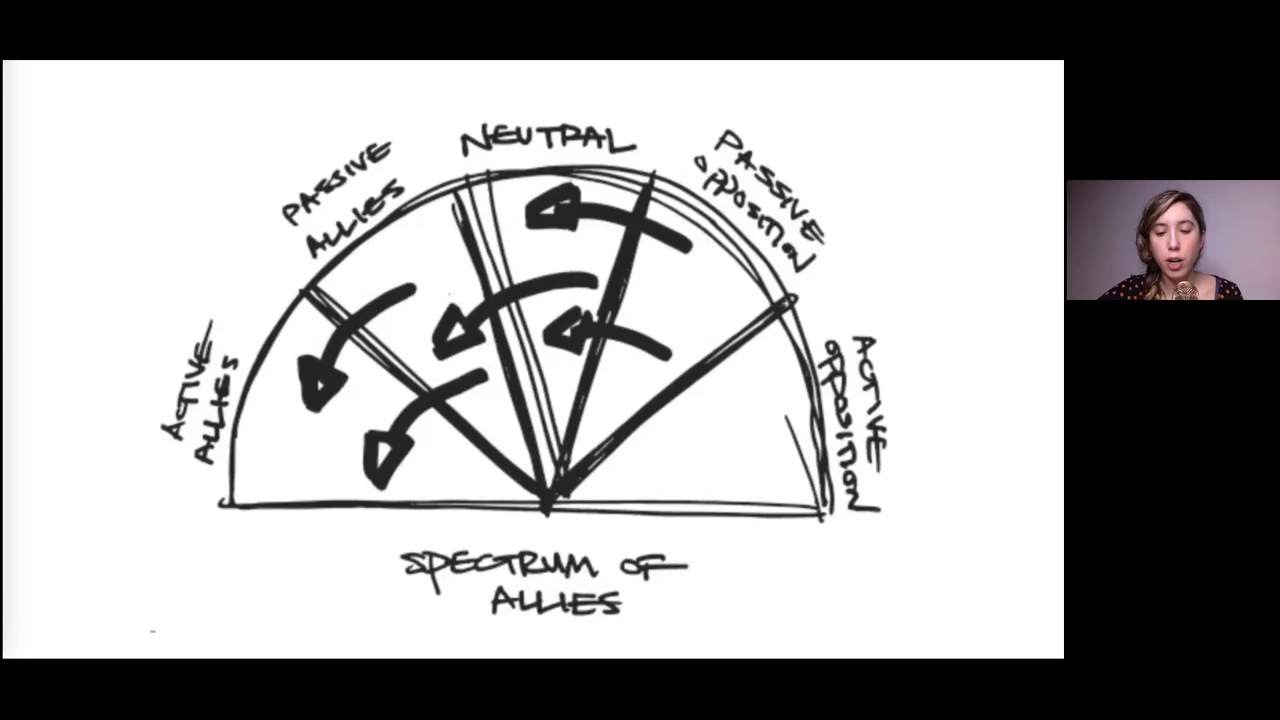 NEUTRAL
PASSIVE
ALLIES
PASSIVE
OPPOSITION
ACTIVE
ALLIES
ACTIVE
OPPOSITION
SPECTRUM OF
ALLIES